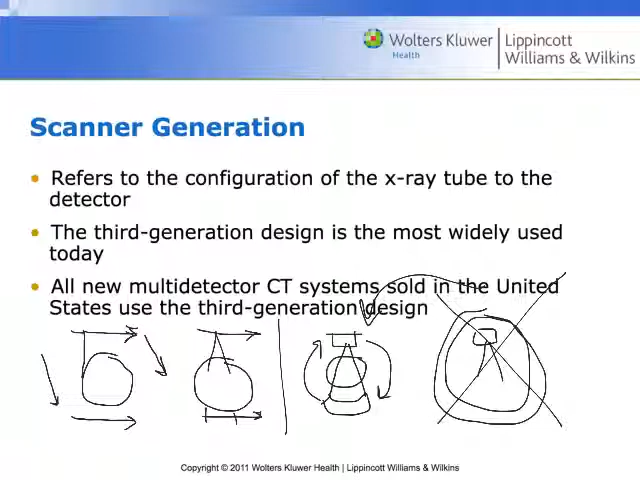 Wolters Kluwer
Health
Lippincott
Williams & Wilkins
Scanner Generation
• Refers to the configuration of the x-ray tube to the
detector
• The third-generation design is the most widely used
today
• All new multidetector CT systems sold in the United
States use the third-generation design
Copyright © 2011 Wolters Kluwer Health | Lippincott Williams & Wilkins